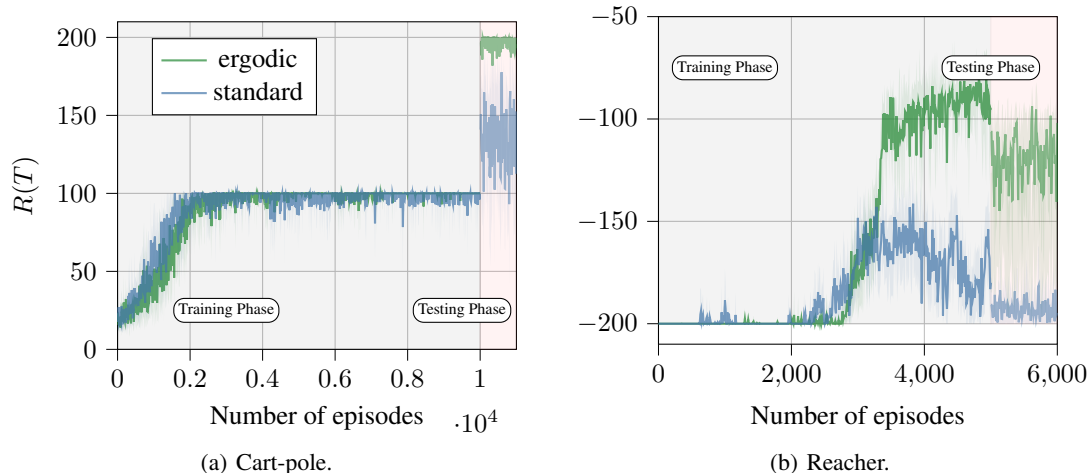 200
150
100
50
0
R(T)
ergodic
standard
Training Phase
Testing Phase
0 0.2 0.4 0.6 0.8 1
Number of episodes ·10⁴
(a) Cart-pole.
−50
−100
−150
−200
Training Phase
Testing Phase
0 2,000 4,000 6,000
Number of episodes
(b) Reacher.